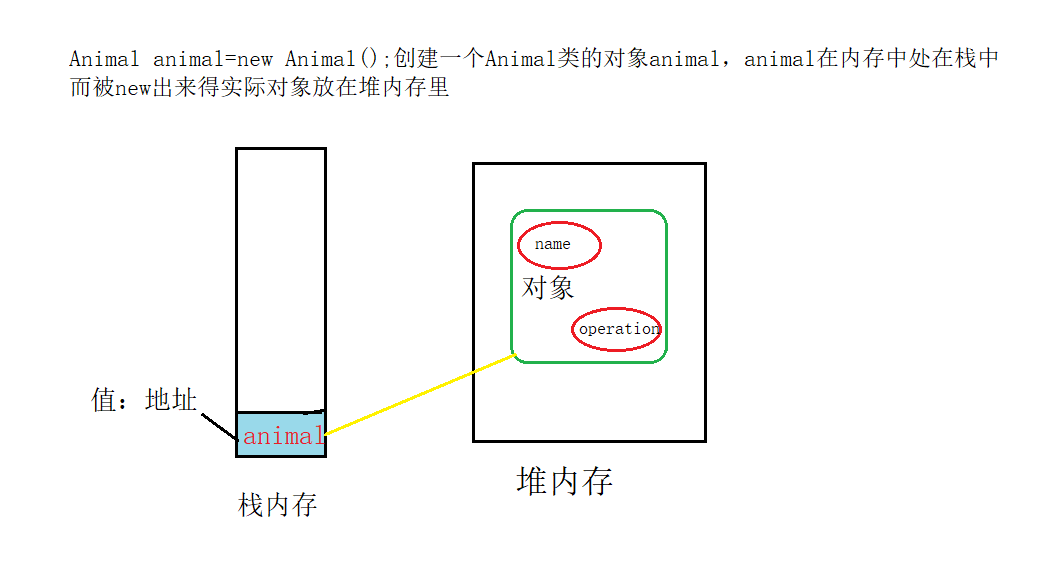 Animal animal=new Animal();创建一个Animal类的对象animal，animal在内存中处在栈中
而被new出来得实际对象放在堆内存里
name
对象
operation
值：地址
animal
堆内存
栈内存